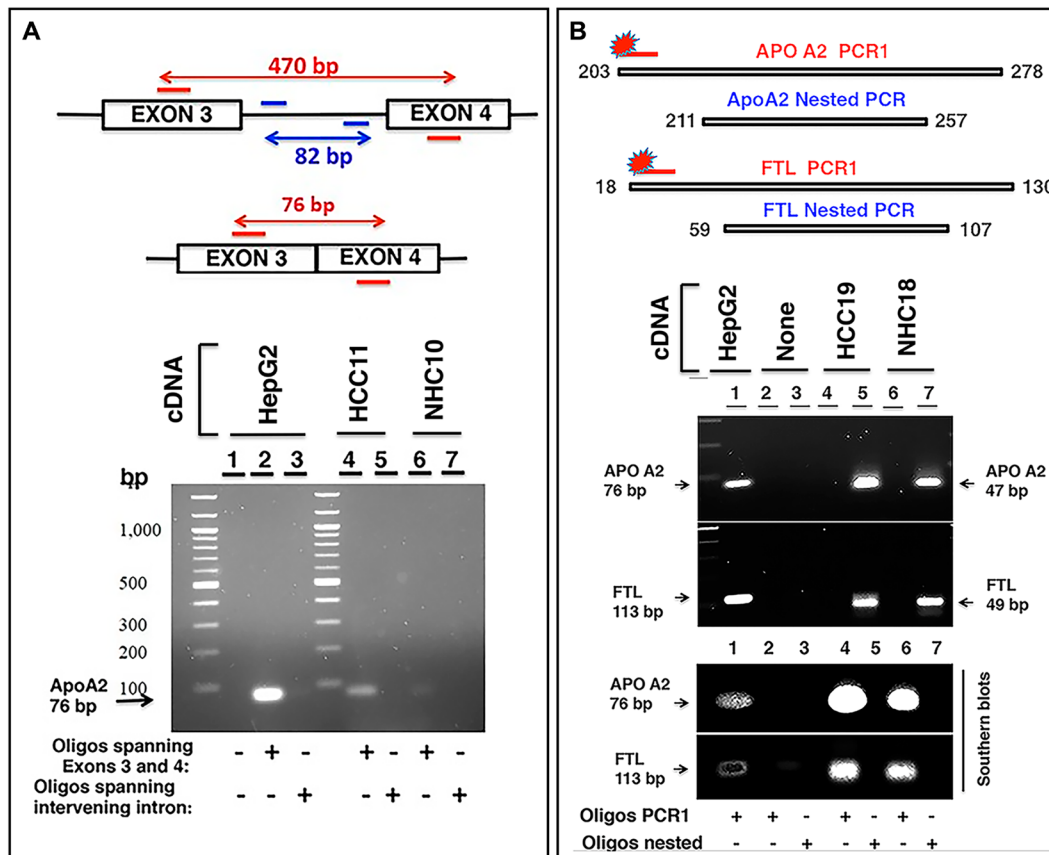 A
470 bp
EXON 3
EXON 4
82 bp
76 bp
EXON 3
EXON 4
cDNA
HepG2
HCC11
NHC10
1 2 3 4 5 6 7
bp
1,000
500
300
200
100
ApoA2
76 bp
Oligos spanning
Exons 3 and 4:
- + - + - + -
Oligos spanning
intervening intron:
- - + - + - +
B
APO A2 PCR1
203
278
ApoA2 Nested PCR
211
257
FTL PCR1
18
130
FTL Nested PCR
59
107
cDNA
HepG2
None
HCC19
NHC18
1 2 3 4 5 6 7
APO A2
76 bp
APO A2
47 bp
FTL
113 bp
FTL
49 bp
1 2 3 4 5 6 7
APO A2
76 bp
FTL
113 bp
Southern blots
Oligos PCR1
+ + - + - + -
Oligos nested
- - + - + - +